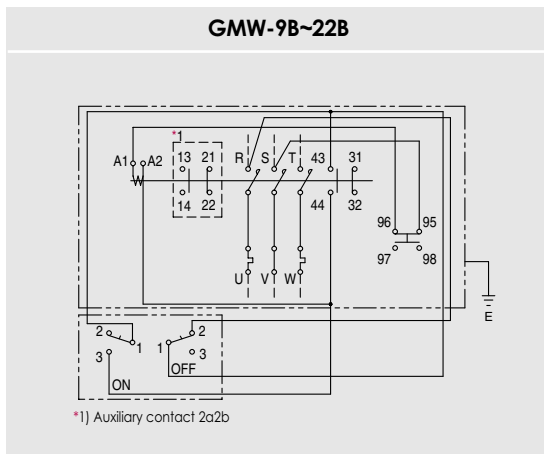 GMW-9B~22B
*1
A1 A2 13 21 R S T 43 31
14 22 44 32
96 95
97 98
U V W
E
2 1 1 2
3 3
ON OFF
*1) Auxiliary contact 2a2b